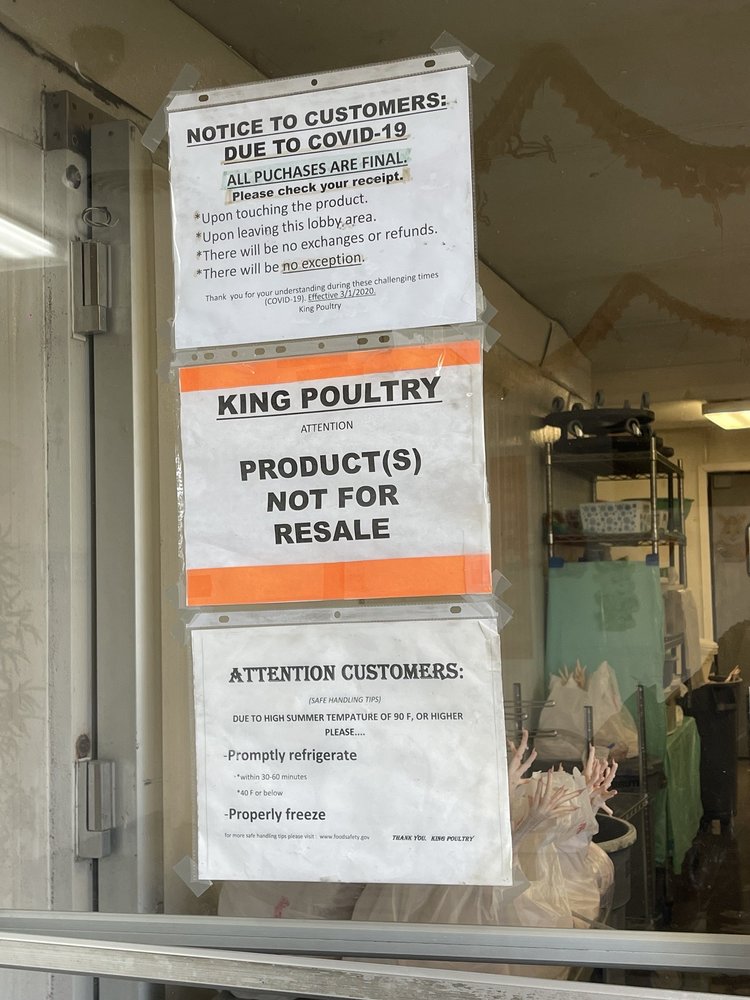 NOTICE TO CUSTOMERS:
DUE TO COVID-19
ALL PUCHASES ARE FINAL.
Please check your receipt.
*Upon touching the product.
*Upon leaving this lobby area.
*There will be no exchanges or refunds.
*There will be no exception.
Thank you for your understanding during these challenging times
(COVID-19). Effective 3/1/2020.
King Poultry
KING POULTRY
ATTENTION
PRODUCT(S)
NOT FOR
RESALE
ATTENTION CUSTOMERS:
(SAFE HANDLING TIPS)
DUE TO HIGH SUMMER TEMPATURE OF 90 F, OR HIGHER
PLEASE....
-Promptly refrigerate
-*within 30-60 minutes
*40 F or below
-Properly freeze
for more safe handling tips please visit : www.foodsafety.gov THANK YOU. KING POULTRY